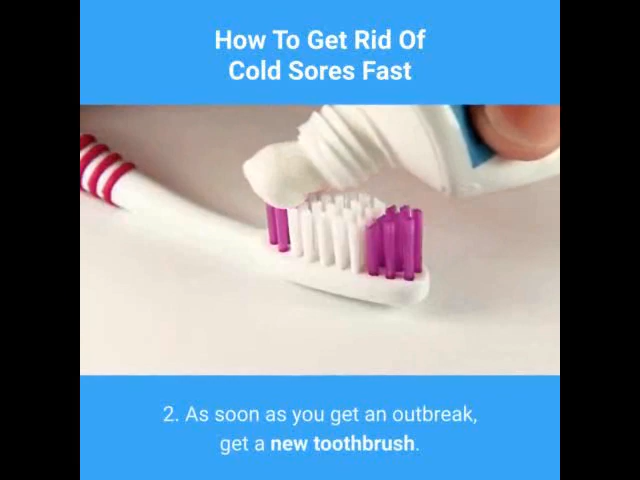 How To Get Rid Of
Cold Sores Fast
2. As soon as you get an outbreak,
get a new toothbrush.